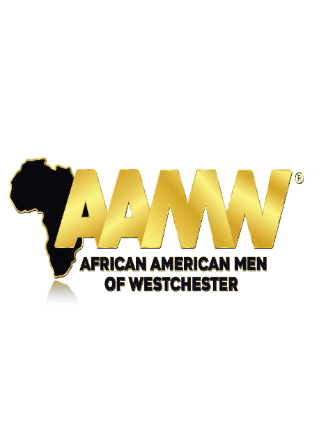 AAMW®
AFRICAN AMERICAN MEN
OF WESTCHESTER